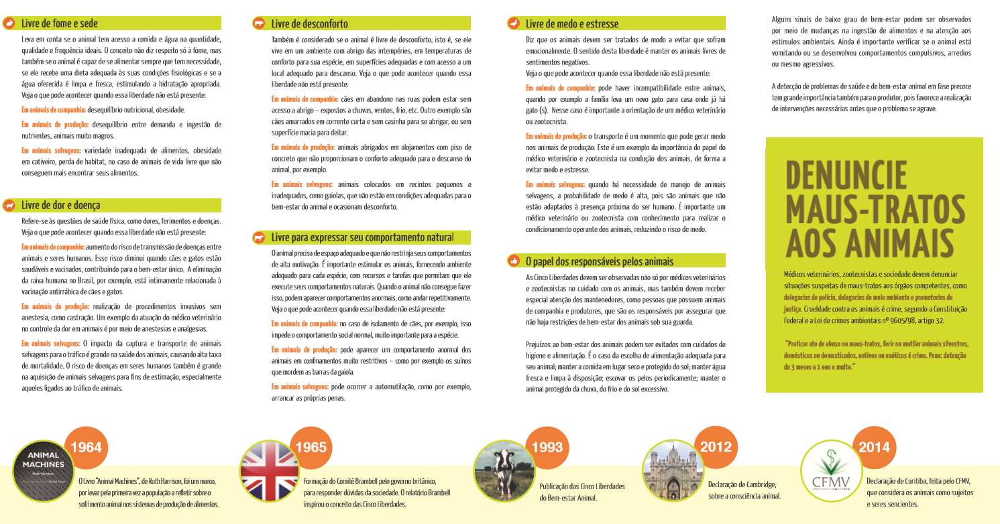 Livre de fome e sede
Leva em conta se o animal tem acesso a comida e água na quantidade,
qualidade e frequência ideais. O conceito não diz respeito só à fome, mas
também se o animal é capaz de se alimentar sempre que tem necessidade,
se ele recebe uma dieta adequada às suas condições fisiológicas e se a
água oferecida é limpa e fresca, estimulando a hidratação apropriada.
Veja o que pode acontecer quando essa liberdade não está presente:
Em animais de companhia: desequilíbrio nutricional, obesidade.
Em animais de produção: desequilíbrio entre demanda e ingestão de
nutrientes, animais muito magros.
Em animais selvagens: variedade inadequada de alimentos, obesidade
em cativeiro, perda de habitat, no caso de animais de vida livre que não
conseguem mais encontrar seus alimentos.
Livre de dor e doença
Refere-se às questões de saúde física, como dores, ferimentos e doenças.
Veja o que pode acontecer quando essa liberdade não está presente:
Em animais de companhia: aumento do risco de transmissão de doenças entre
animais e seres humanos. Esse risco diminui quando cães e gatos estão
saudáveis e vacinados, contribuindo para o bem-estar único. A eliminação
da raiva humana no Brasil, por exemplo, está intimamente relacionada à
vacinação antirrábica de cães e gatos.
Em animais de produção: realização de procedimentos invasivos sem
anestesia, como castração. Um exemplo da atuação do médico veterinário
no controle da dor em animais é por meio de anestesias e analgesias.
Em animais selvagens: O impacto da captura e transporte de animais
selvagens para o tráfico é grande na saúde dos animais, causando alta taxa
de mortalidade. O risco de doenças em seres humanos também é grande
na aquisição de animais selvagens para fins de estimação, especialmente
aqueles ligados ao tráfico de animais.
Livre de desconforto
Também é considerado se o animal é livre de desconforto, isto é, se ele
vive em um ambiente com abrigo das intempéries, em temperaturas de
conforto para sua espécie, em superfícies adequadas e com acesso a um
local adequado para descanso. Veja o que pode acontecer quando essa
liberdade não está presente:
Em animais de companhia: cães em abandono nas ruas podem estar sem
acesso a abrigo – expostos a chuvas, ventos, frio, etc. Outro exemplo são
cães amarrados em corrente curta e sem casinha para se abrigar, ou sem
superfície macia para deitar.
Em animais de produção: animais abrigados em alojamentos com piso de
concreto que não proporcionam o conforto adequado para o descanso do
animal, por exemplo.
Em animais selvagens: animais colocados em recintos pequenos e
inadequados, como gaiolas, que não estão em condições adequadas para o
bem-estar do animal e ocasionam desconforto.
Livre para expressar seu comportamento natural
O animal precisa de espaço adequado e que não restrinja seus comportamentos
de alta motivação. É importante estimular os animais, fornecendo ambiente
adequado para cada espécie, com recursos e tarefas que permitam que ele
execute seus comportamentos naturais. Quando o animal não consegue fazer
isso, podem aparecer comportamentos anormais, como andar repetitivamente.
Veja o que pode acontecer quando essa liberdade não está presente:
Em animais de companhia: no caso de isolamento de cães, por exemplo, isso
impede o comportamento social normal, muito importante para a espécie.
Em animais de produção: pode aparecer um comportamento anormal dos
animais em confinamentos muito restritivos – como por exemplo os suínos
que mordem as barras da gaiola.
Em animais selvagens: pode ocorrer a automutilação, como por exemplo,
arrancar as próprias penas.
Livre de medo e estresse
Diz que os animais devem ser tratados de modo a evitar que sofram
emocionalmente. O sentido desta liberdade é manter os animais livres de
sentimentos negativos.
Veja o que pode acontecer quando essa liberdade não está presente:
Em animais de companhia: pode haver incompatibilidade entre animais,
quando por exemplo a família leva um novo gato para casa onde já há
gato (s). Nesse caso é importante a orientação de um médico veterinário
ou zootecnista.
Em animais de produção: o transporte é um momento que pode gerar medo
nos animais de produção. Este é um exemplo da importância do papel do
médico veterinário e zootecnista na condução dos animais, de forma a
evitar medo e estresse.
Em animais selvagens: quando há necessidade de manejo de animais
selvagens, a probabilidade de medo é alta, pois são animais que não
estão adaptados à presença próxima do ser humano. É importante um
médico veterinário ou zootecnista com conhecimento para realizar o
condicionamento operante dos animais, reduzindo o risco de medo.
O papel dos responsáveis pelos animais
As Cinco Liberdades devem ser observadas não só por médicos veterinários
e zootecnistas no cuidado com os animais, mas também devem receber
especial atenção dos mantenedores, como pessoas que possuem animais
de companhia e produtores, que são os responsáveis por assegurar que
não haja restrições de bem-estar dos animais sob sua guarda.
Prejuízos ao bem-estar dos animais podem ser evitados com cuidados de
higiene e alimentação. É o caso da escolha de alimentação adequada para
seu animal; manter a comida em lugar seco e protegido do sol; manter água
fresca e limpa à disposição; escovar os pelos periodicamente; manter o
animal protegido da chuva, do frio e do sol excessivo.
Alguns sinais de baixo grau de bem-estar podem ser observados
por meio de mudanças na ingestão de alimentos e na atenção aos
estimulos ambientais. Ainda é importante verificar se o animal está
vomitando ou se desenvolveu comportamentos compulsivos, arredios
ou mesmo agressivos.
A detecção de problemas de saúde e de bem-estar animal em fase precoce
tem grande importância também para o produtor, pois favorece a realização
de intervenções necessárias antes que o problema se agrave.
DENUNCIE
MAUS-TRATOS
AOS ANIMAIS
Médicos veterinários, zootecnistas e sociedade devem denunciar
situações suspeitas de maus-tratos aos órgãos competentes, como
delegacias de polícia, delegacias de meio ambiente e promotorias de
justiça. Crueldade contra os animais é crime, segundo a Constituição
Federal e a Lei de crimes ambientais nº 9605/98, artigo 32:
“Praticar ato de abuso ou maus-tratos, ferir ou mutilar animais silvestres,
domésticos ou domesticados, nativos ou exóticos é crime. Pena: detenção
de 3 meses a 1 ano e multa.”
ANIMAL
MACHINES
Ruth Harrison
1964
O Livro “Animal Machines”, de Ruth Harrison, foi um marco,
por levar pela primeira vez a população a refletir sobre o
sofrimento animal nos sistemas de produção de alimentos.
1965
Formação do Comitê Brambell pelo governo britânico,
para responder dúvidas da sociedade. O relatório Brambell
inspirou o conceito das Cinco Liberdades.
1993
Publicação das Cinco Liberdades
do Bem-estar Animal.
2012
Declaração de Cambridge,
sobre a consciência animal.
CFMV
2014
Declaração de Curitiba, feita pelo CFMV,
que considera os animais como sujeitos
e seres sencientes.